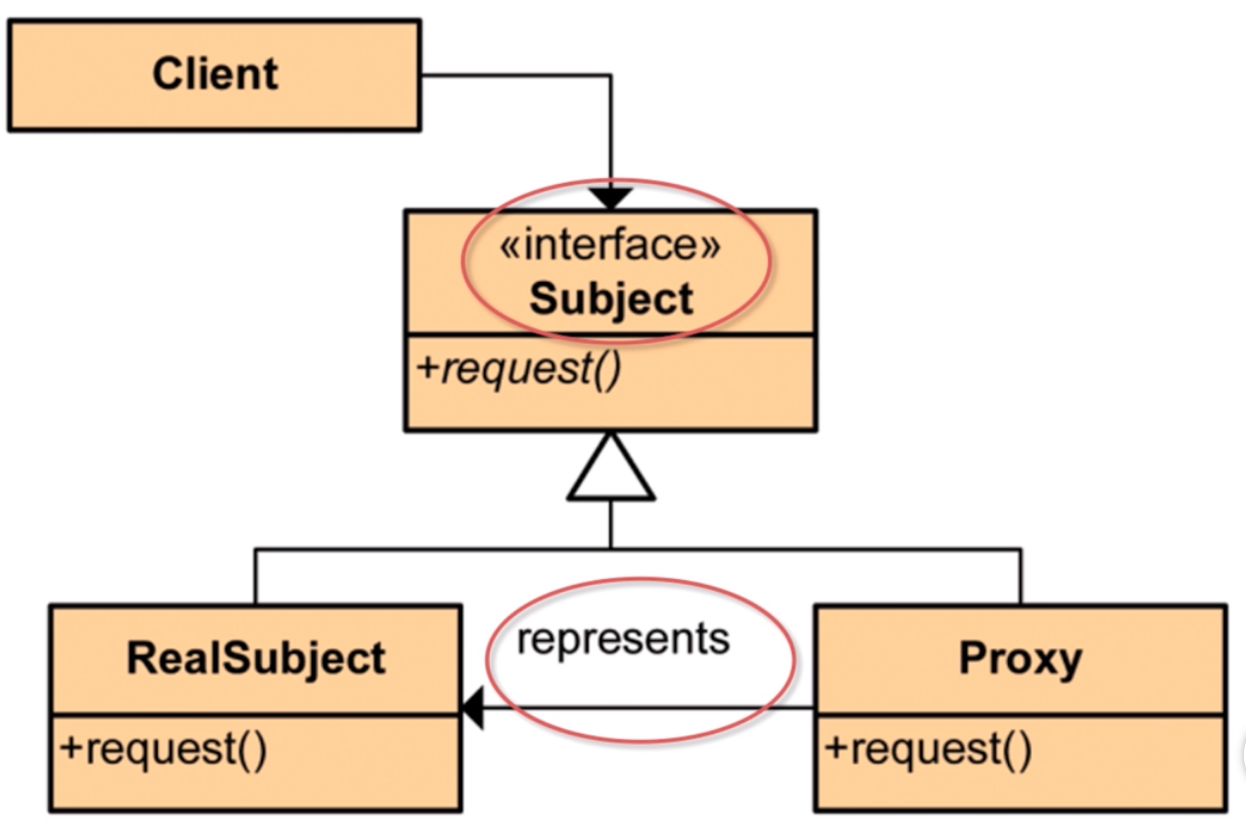 Client
«interface»
Subject
+request()
represents
RealSubject
Proxy
+request()
+request()